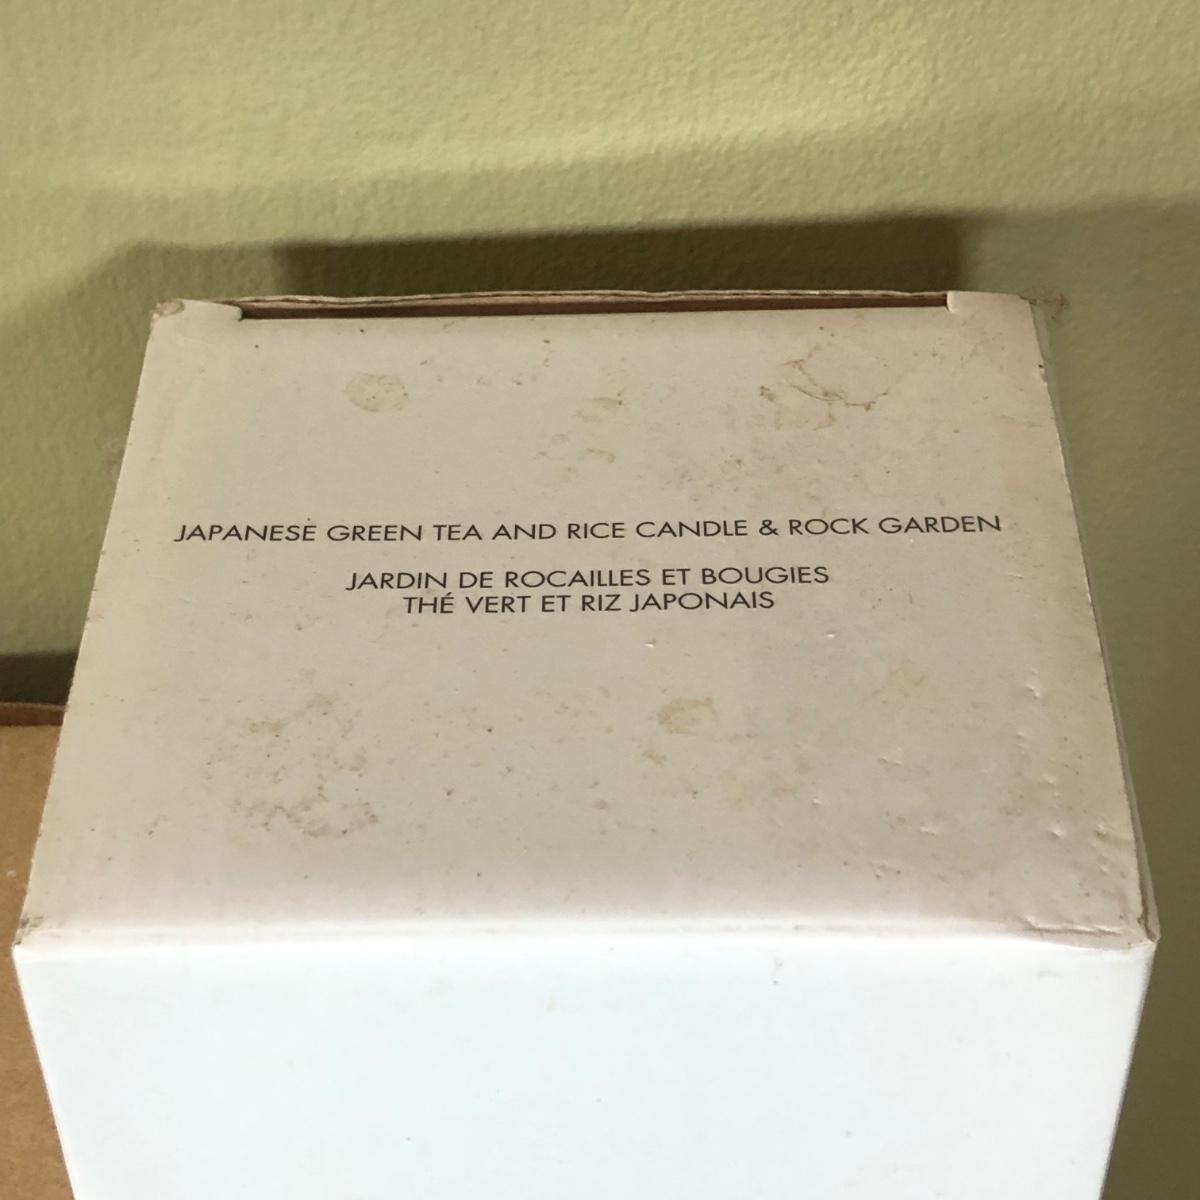 JAPANESE GREEN TEA AND RICE CANDLE & ROCK GARDEN
JARDIN DE ROCAILLES ET BOUGIES
THÉ VERT ET RIZ JAPONAIS